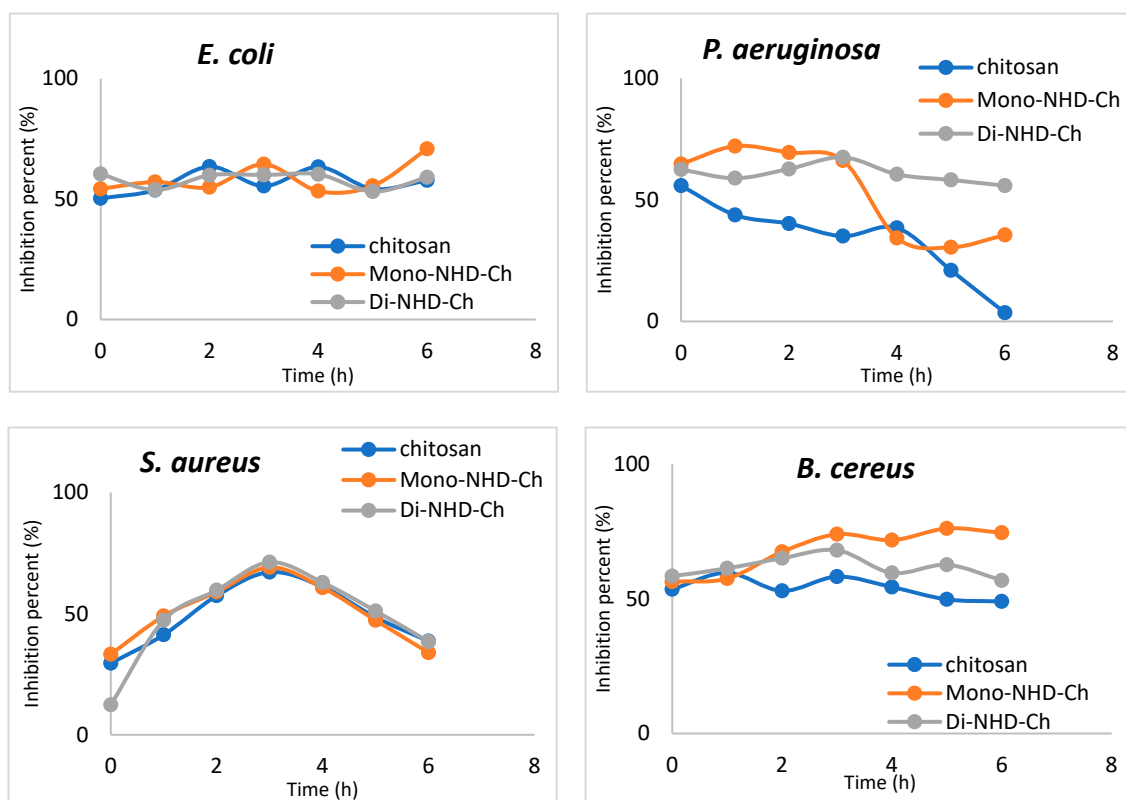 E. coli
Inhibition percent (%)
100
50
0
0 2 4 6 8
Time (h)
chitosan
Mono-NHD-Ch
Di-NHD-Ch
P. aeruginosa
Inhibition percent (%)
100
50
0
0 2 4 6 8
Time (h)
chitosan
Mono-NHD-Ch
Di-NHD-Ch
S. aureus
Inhibition percent (%)
100
50
0
0 2 4 6 8
Time (h)
chitosan
Mono-NHD-Ch
Di-NHD-Ch
B. cereus
Inhibition percent (%)
100
50
0
0 2 4 6 8
Time (h)
chitosan
Mono-NHD-Ch
Di-NHD-Ch